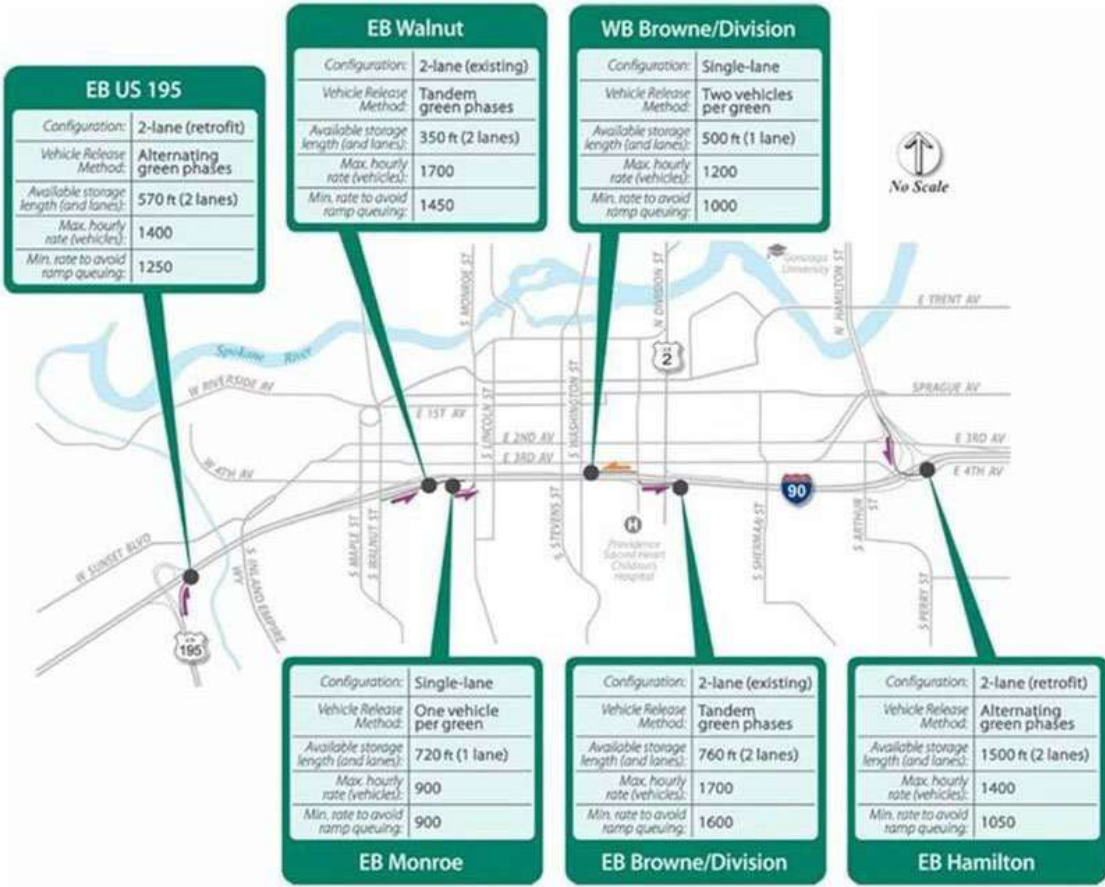 EB US 195
Configuration: 2-lane (retrofit)
Vehicle Release Method: Alternating green phases
Available storage length (and lanes): 570 ft (2 lanes)
Max. hourly rate (vehicles): 1400
Min. rate to avoid ramp queuing: 1250
EB Walnut
Configuration: 2-lane (existing)
Vehicle Release Method: Tandem green phases
Available storage length (and lanes): 350 ft (2 lanes)
Max. hourly rate (vehicles): 1700
Min. rate to avoid ramp queuing: 1450
WB Browne/Division
Configuration: Single-lane
Vehicle Release Method: Two vehicles per green
Available storage length (and lanes): 500 ft (1 lane)
Max. hourly rate (vehicles): 1200
Min. rate to avoid ramp queuing: 1000
No Scale
Gonzaga
University
N HAMILTON ST
E TRENT AV
S MONROE ST
N DIVISION ST
US
2
Spokane River
W RIVERSIDE AV
SPRAGUE AV
E 1ST AV
S LINCOLN ST
S WASHINGTON ST
E 2ND AV
E 3RD AV
E 3RD AV
W 4TH AV
E 4TH AV
90
S MAPLE ST
S WALNUT ST
S STEVENS ST
H
Providence
Sacred Heart
Children's
Hospital
S SHERMAN ST
S ARTHUR ST
S PERRY ST
W SUNSET BLVD
S INLAND EMPIRE WY
US
195
Configuration: Single-lane
Vehicle Release Method: One vehicle per green
Available storage length (and lanes): 720 ft (1 lane)
Max. hourly rate (vehicles): 900
Min. rate to avoid ramp queuing: 900
EB Monroe
Configuration: 2-lane (existing)
Vehicle Release Method: Tandem green phases
Available storage length (and lanes): 760 ft (2 lanes)
Max. hourly rate (vehicles): 1700
Min. rate to avoid ramp queuing: 1600
EB Browne/Division
Configuration: 2-lane (retrofit)
Vehicle Release Method: Alternating green phases
Available storage length (and lanes): 1500 ft (2 lanes)
Max. hourly rate (vehicles): 1400
Min. rate to avoid ramp queuing: 1050
EB Hamilton